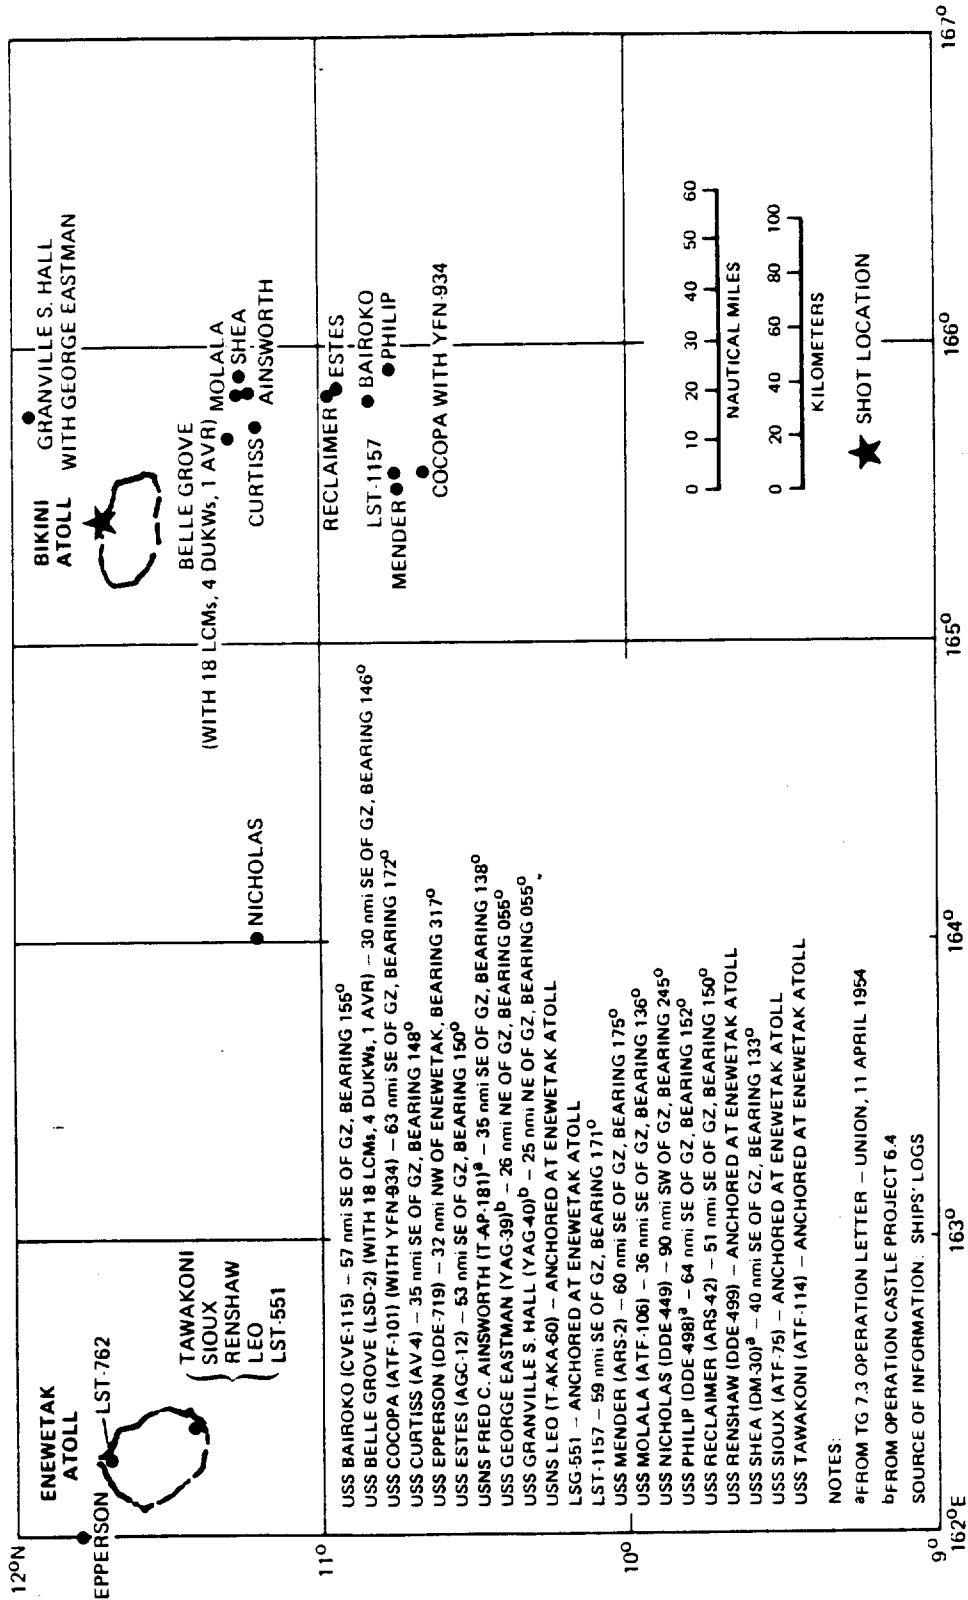 12°N
11°
10°
9°
162°E
163°
164°
165°
166°
167°
ENEWETAK
ATOLL
EPPERSON
LST-762
TAWAKONI
SIOUX
RENSHAW
LEO
LST-551
NICHOLAS
BIKINI
ATOLL
GRANVILLE S. HALL
WITH GEORGE EASTMAN
BELLE GROVE
(WITH 18 LCMs, 4 DUKWs, 1 AVR)
MOLALA
SHEA
AINSWORTH
CURTISS
RECLAIMER
ESTES
LST-1157
BAIROKO
MENDER
PHILIP
COCOPA WITH YFN-934
USS BAIROKO (CVE-115) – 57 nmi SE OF GZ, BEARING 155°
USS BELLE GROVE (LSD-2) (WITH 18 LCMs, 4 DUKWs, 1 AVR) – 30 nmi SE OF GZ, BEARING 146°
USS COCOPA (ATF-101) (WITH YFN-934) – 63 nmi SE OF GZ, BEARING 172°
USS CURTISS (AV-4) – 35 nmi SE OF GZ, BEARING 148°
USS EPPERSON (DDE-719) – 32 nmi NW OF ENEWETAK, BEARING 317°
USS ESTES (AGC-12) – 53 nmi SE OF GZ, BEARING 150°
USNS FRED C. AINSWORTH (T-AP-181)ᵃ – 35 nmi SE OF GZ, BEARING 138°
USS GEORGE EASTMAN (YAG-39)ᵇ – 26 nmi NE OF GZ, BEARING 055°
USS GRANVILLE S. HALL (YAG-40)ᵇ – 25 nmi NE OF GZ, BEARING 055°
USNS LEO (T-AKA-60) – ANCHORED AT ENEWETAK ATOLL
LSG-551 – ANCHORED AT ENEWETAK ATOLL
LST-1157 – 59 nmi SE OF GZ, BEARING 171°
USS MENDER (ARS-2) – 60 nmi SE OF GZ, BEARING 175°
USS MOLALA (ATF-106) – 36 nmi SE OF GZ, BEARING 136°
USS NICHOLAS (DDE-449) – 90 nmi SW OF GZ, BEARING 245°
USS PHILIP (DDE-498)ᵃ – 64 nmi SE OF GZ, BEARING 152°
USS RECLAIMER (ARS-42) – 51 nmi SE OF GZ, BEARING 150°
USS RENSHAW (DDE-499) – ANCHORED AT ENEWETAK ATOLL
USS SHEA (DM-30)ᵃ – 40 nmi SE OF GZ, BEARING 133°
USS SIOUX (ATF-75) – ANCHORED AT ENEWETAK ATOLL
USS TAWAKONI (ATF-114) – ANCHORED AT ENEWETAK ATOLL
NOTES:
ᵃFROM TG 7.3 OPERATION LETTER – UNION, 11 APRIL 1954
ᵇFROM OPERATION CASTLE PROJECT 6.4
SOURCE OF INFORMATION: SHIPS' LOGS
0 10 20 30 40 50 60
NAUTICAL MILES
0 20 40 60 80 100
KILOMETERS
SHOT LOCATION